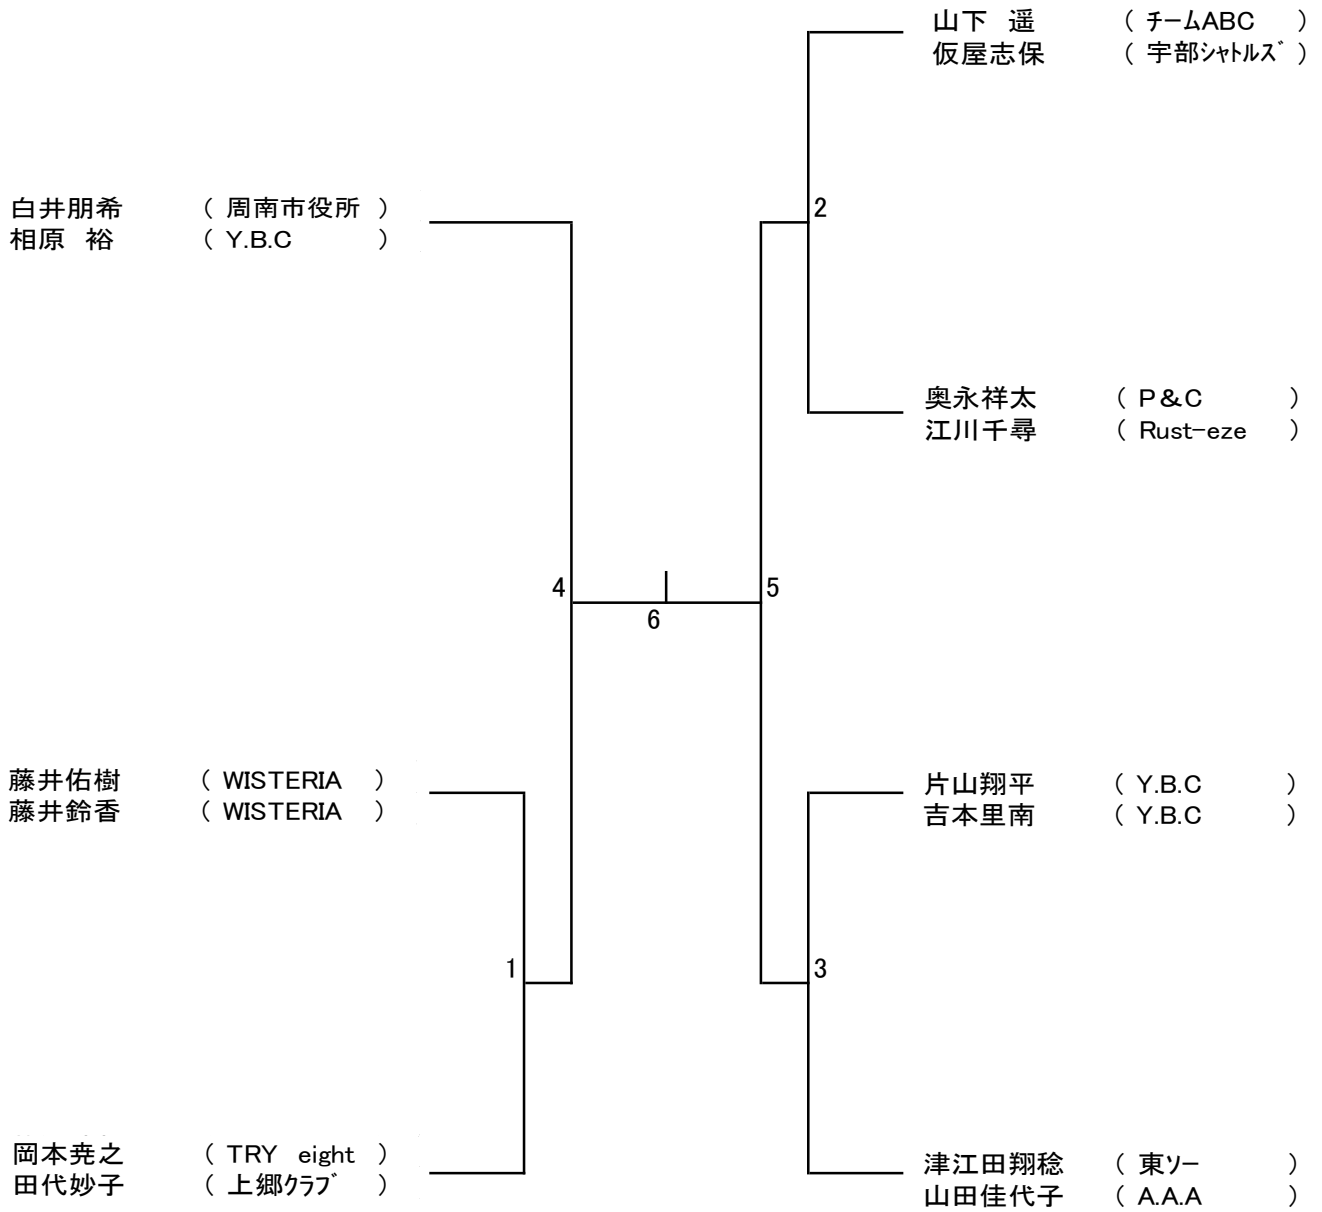 山下　遥 （ チームABC ）
仮屋志保 （ 宇部ｼｬﾄﾙｽﾞ ）
白井朋希 （ 周南市役所 ）
相原　裕 （ Y.B.C ）
2
奥永祥太 （ P＆C ）
江川千尋 （ Rust-eze ）
4
5
6
藤井佑樹 （ WISTERIA ）
藤井鈴香 （ WISTERIA ）
片山翔平 （ Y.B.C ）
吉本里南 （ Y.B.C ）
1
3
岡本尭之 （ TRY　eight ）
田代妙子 （ 上郷ｸﾗﾌﾞ ）
津江田翔稔 （ 東ｿｰ ）
山田佳代子 （ A.A.A ）